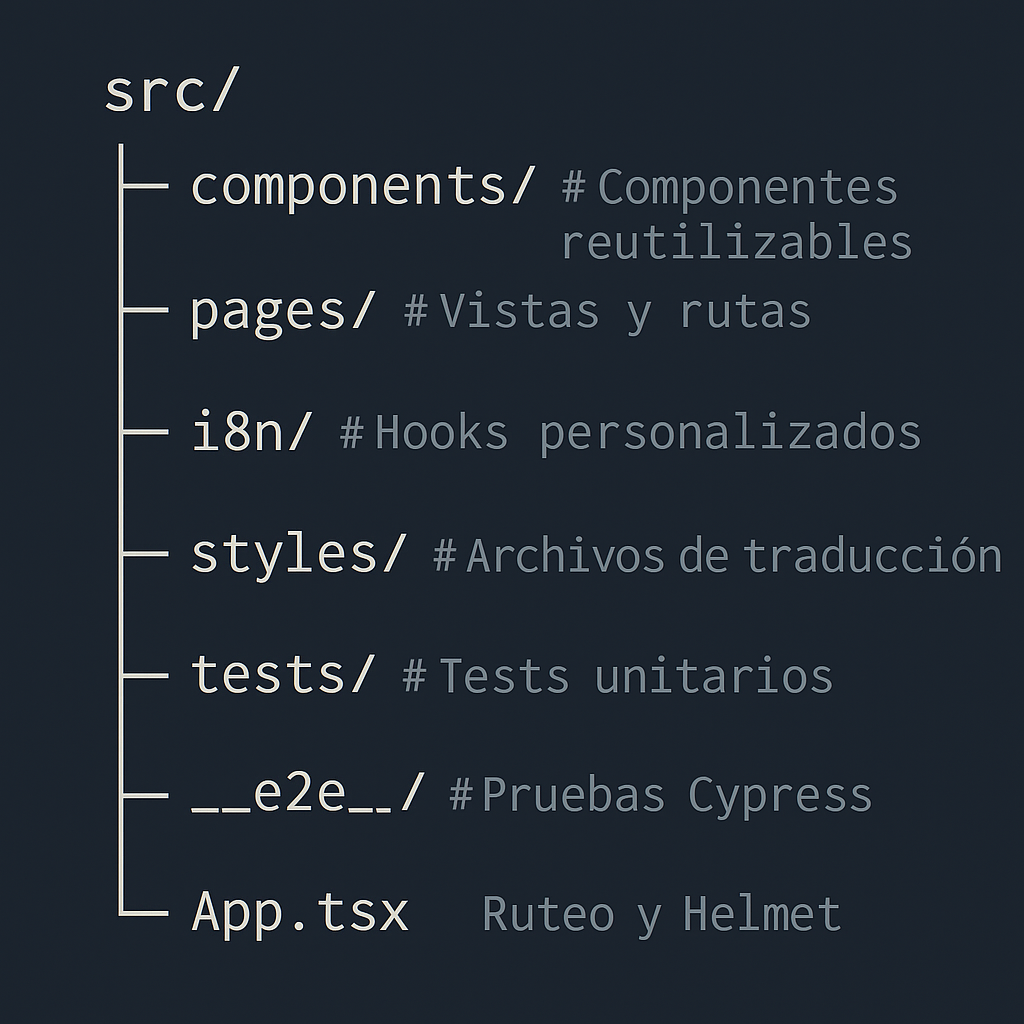 src/
components/ # Componentes
reutilizables
pages/ # Vistas y rutas
i8n/ # Hooks personalizados
styles/ # Archivos de traducción
tests/ # Tests unitarios
__e2e__/ # Pruebas Cypress
App.tsx Ruteo y Helmet